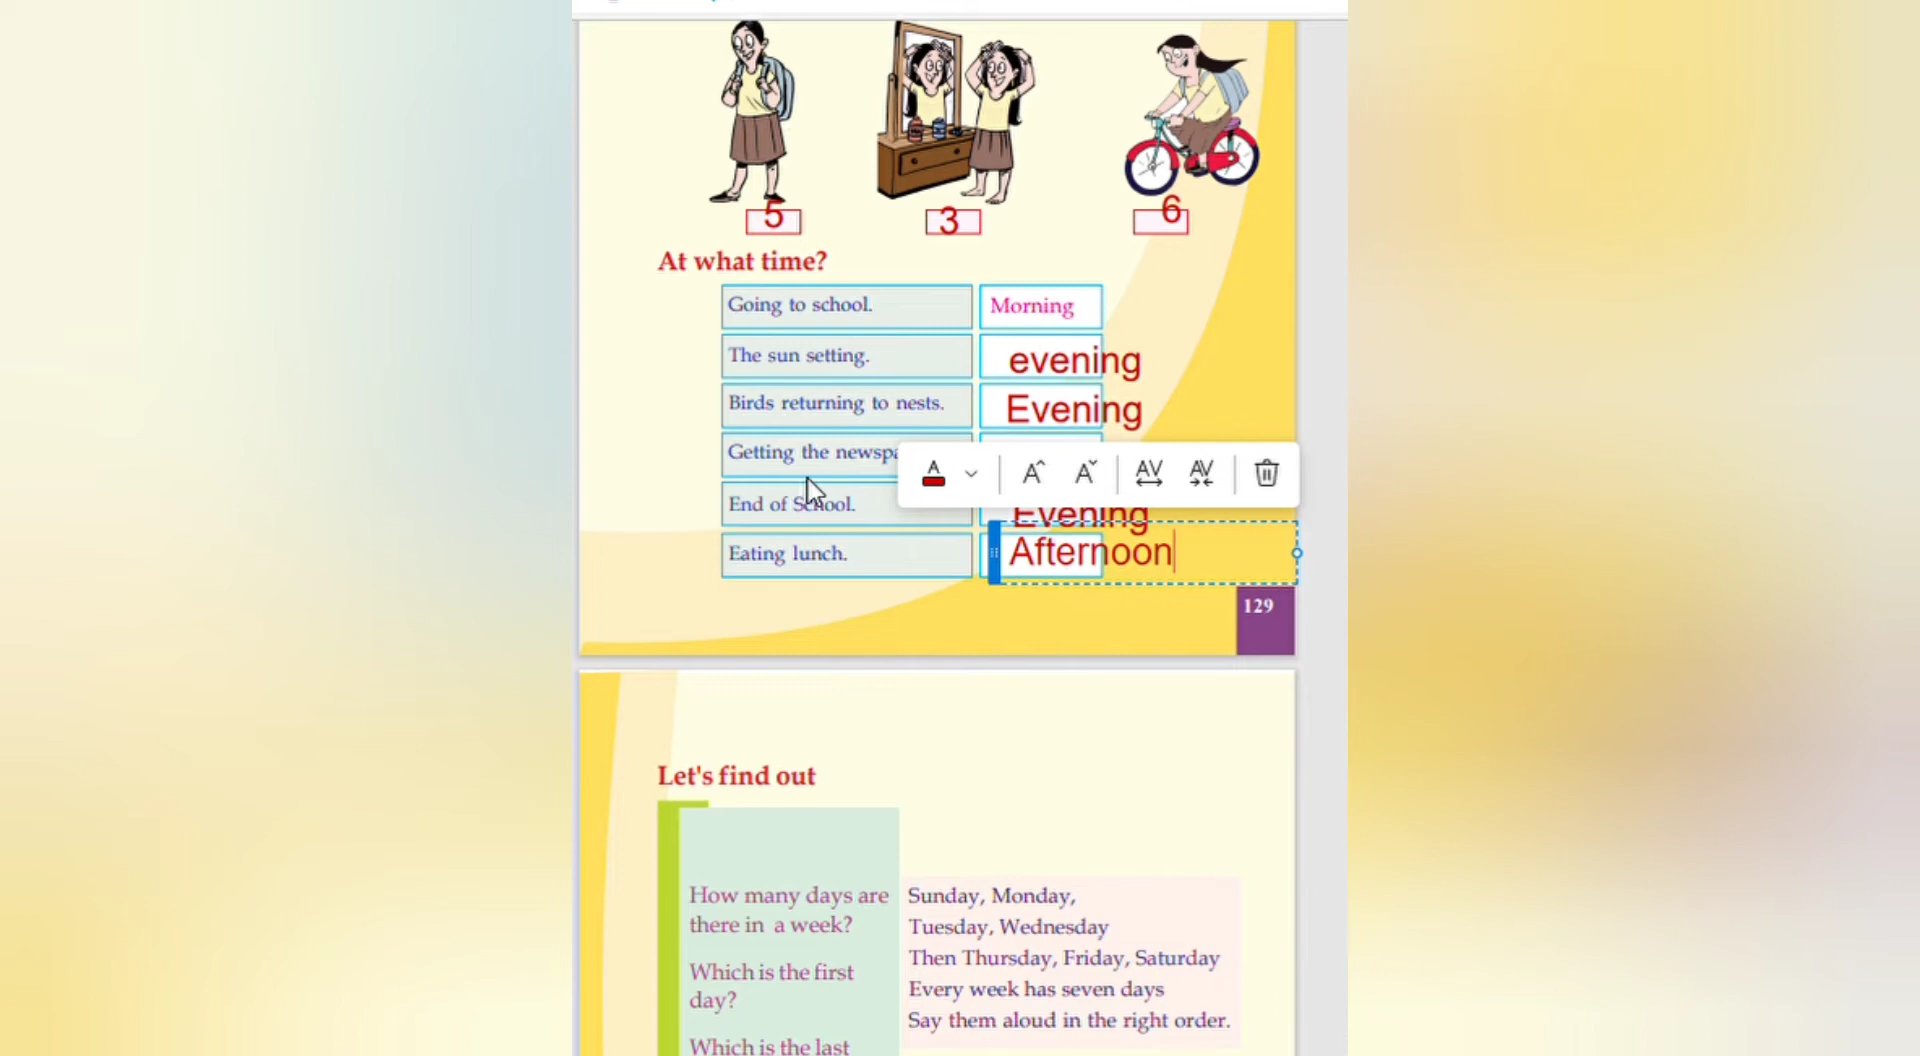 5 3 6
At what time?
Going to school. Morning
The sun setting. evening
Birds returning to nests. Evening
Getting the
End of School. Evening
Eating lunch. Afternoon
129
Let's find out
How many days are
there in a week?
Which is the first
day?
Which is the last
Sunday, Monday,
Tuesday, Wednesday
Then Thursday, Friday, Saturday
Every week has seven days
Say them aloud in the right order.